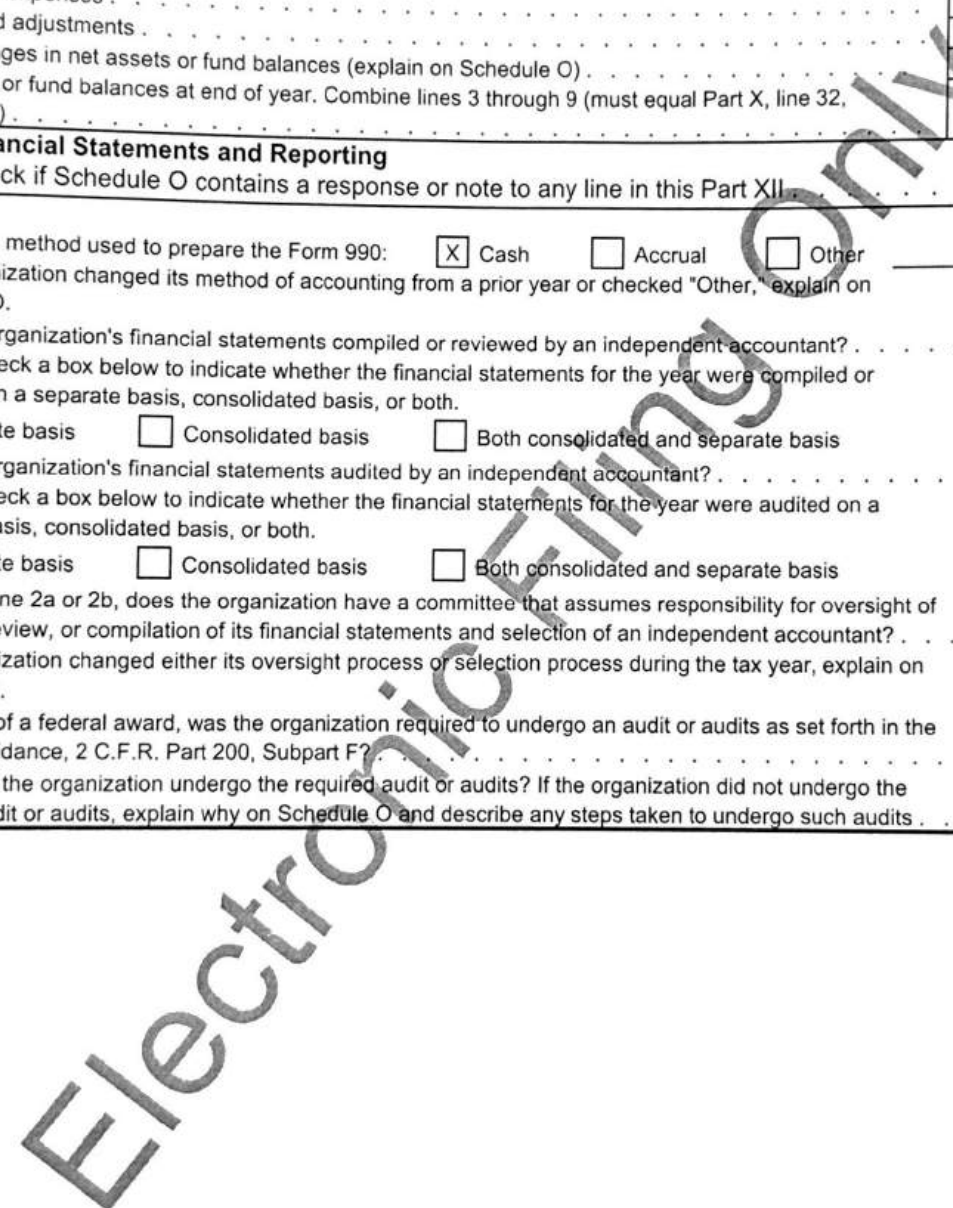 d adjustments . . . . . . . . . . . . . . . . . . . . . . . . . . . . . .
ges in net assets or fund balances (explain on Schedule O) . . . . . . . . . . . .
or fund balances at end of year. Combine lines 3 through 9 (must equal Part X, line 32,
) . . . . . . . . . . . . . . . . . . . . . . . . . . . . . . . . . . .
ancial Statements and Reporting
ck if Schedule O contains a response or note to any line in this Part XII . . . . . .
method used to prepare the Form 990: X Cash Accrual Other
ization changed its method of accounting from a prior year or checked "Other," explain on
O.
rganization's financial statements compiled or reviewed by an independent accountant? . . . .
eck a box below to indicate whether the financial statements for the year were compiled or
n a separate basis, consolidated basis, or both.
te basis Consolidated basis Both consolidated and separate basis
rganization's financial statements audited by an independent accountant? . . . . . . . . . .
eck a box below to indicate whether the financial statements for the year were audited on a
asis, consolidated basis, or both.
te basis Consolidated basis Both consolidated and separate basis
ne 2a or 2b, does the organization have a committee that assumes responsibility for oversight of
view, or compilation of its financial statements and selection of an independent accountant? . . .
ization changed either its oversight process or selection process during the tax year, explain on
.
of a federal award, was the organization required to undergo an audit or audits as set forth in the
dance, 2 C.F.R. Part 200, Subpart F? . . . . . . . . . . . . . . . . . . . . . .
the organization undergo the required audit or audits? If the organization did not undergo the
dit or audits, explain why on Schedule O and describe any steps taken to undergo such audits . .
Electronic Filing Only